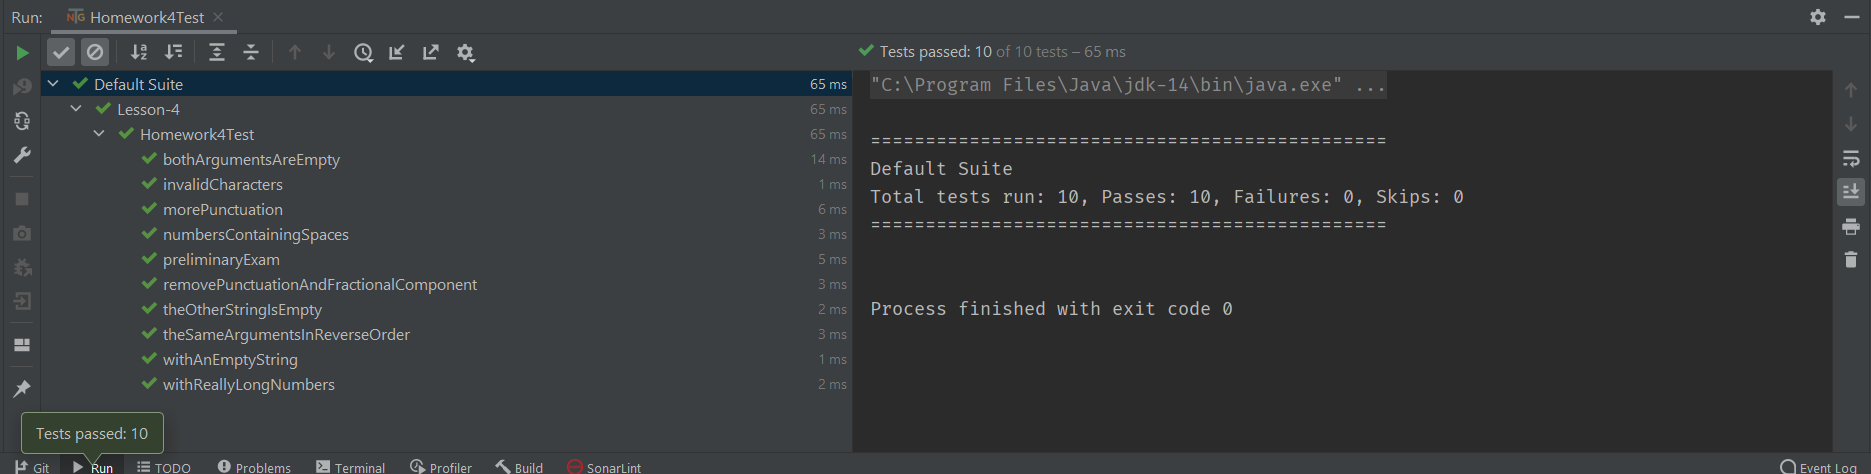 Run: NG Homework4Test
Tests passed: 10 of 10 tests – 65 ms
Default Suite 65 ms
Lesson-4 65 ms
Homework4Test 65 ms
bothArgumentsAreEmpty 14 ms
invalidCharacters 1 ms
morePunctuation 6 ms
numbersContainingSpaces 3 ms
preliminaryExam 5 ms
removePunctuationAndFractionalComponent 3 ms
theOtherStringIsEmpty 2 ms
theSameArgumentsInReverseOrder 3 ms
withAnEmptyString 1 ms
withReallyLongNumbers 2 ms
"C:\Program Files\Java\jdk-14\bin\java.exe" ...
===============================================
Default Suite
Total tests run: 10, Passes: 10, Failures: 0, Skips: 0
===============================================
Process finished with exit code 0
Tests passed: 10
Git Run TODO Problems Terminal Profiler Build SonarLint Event Log